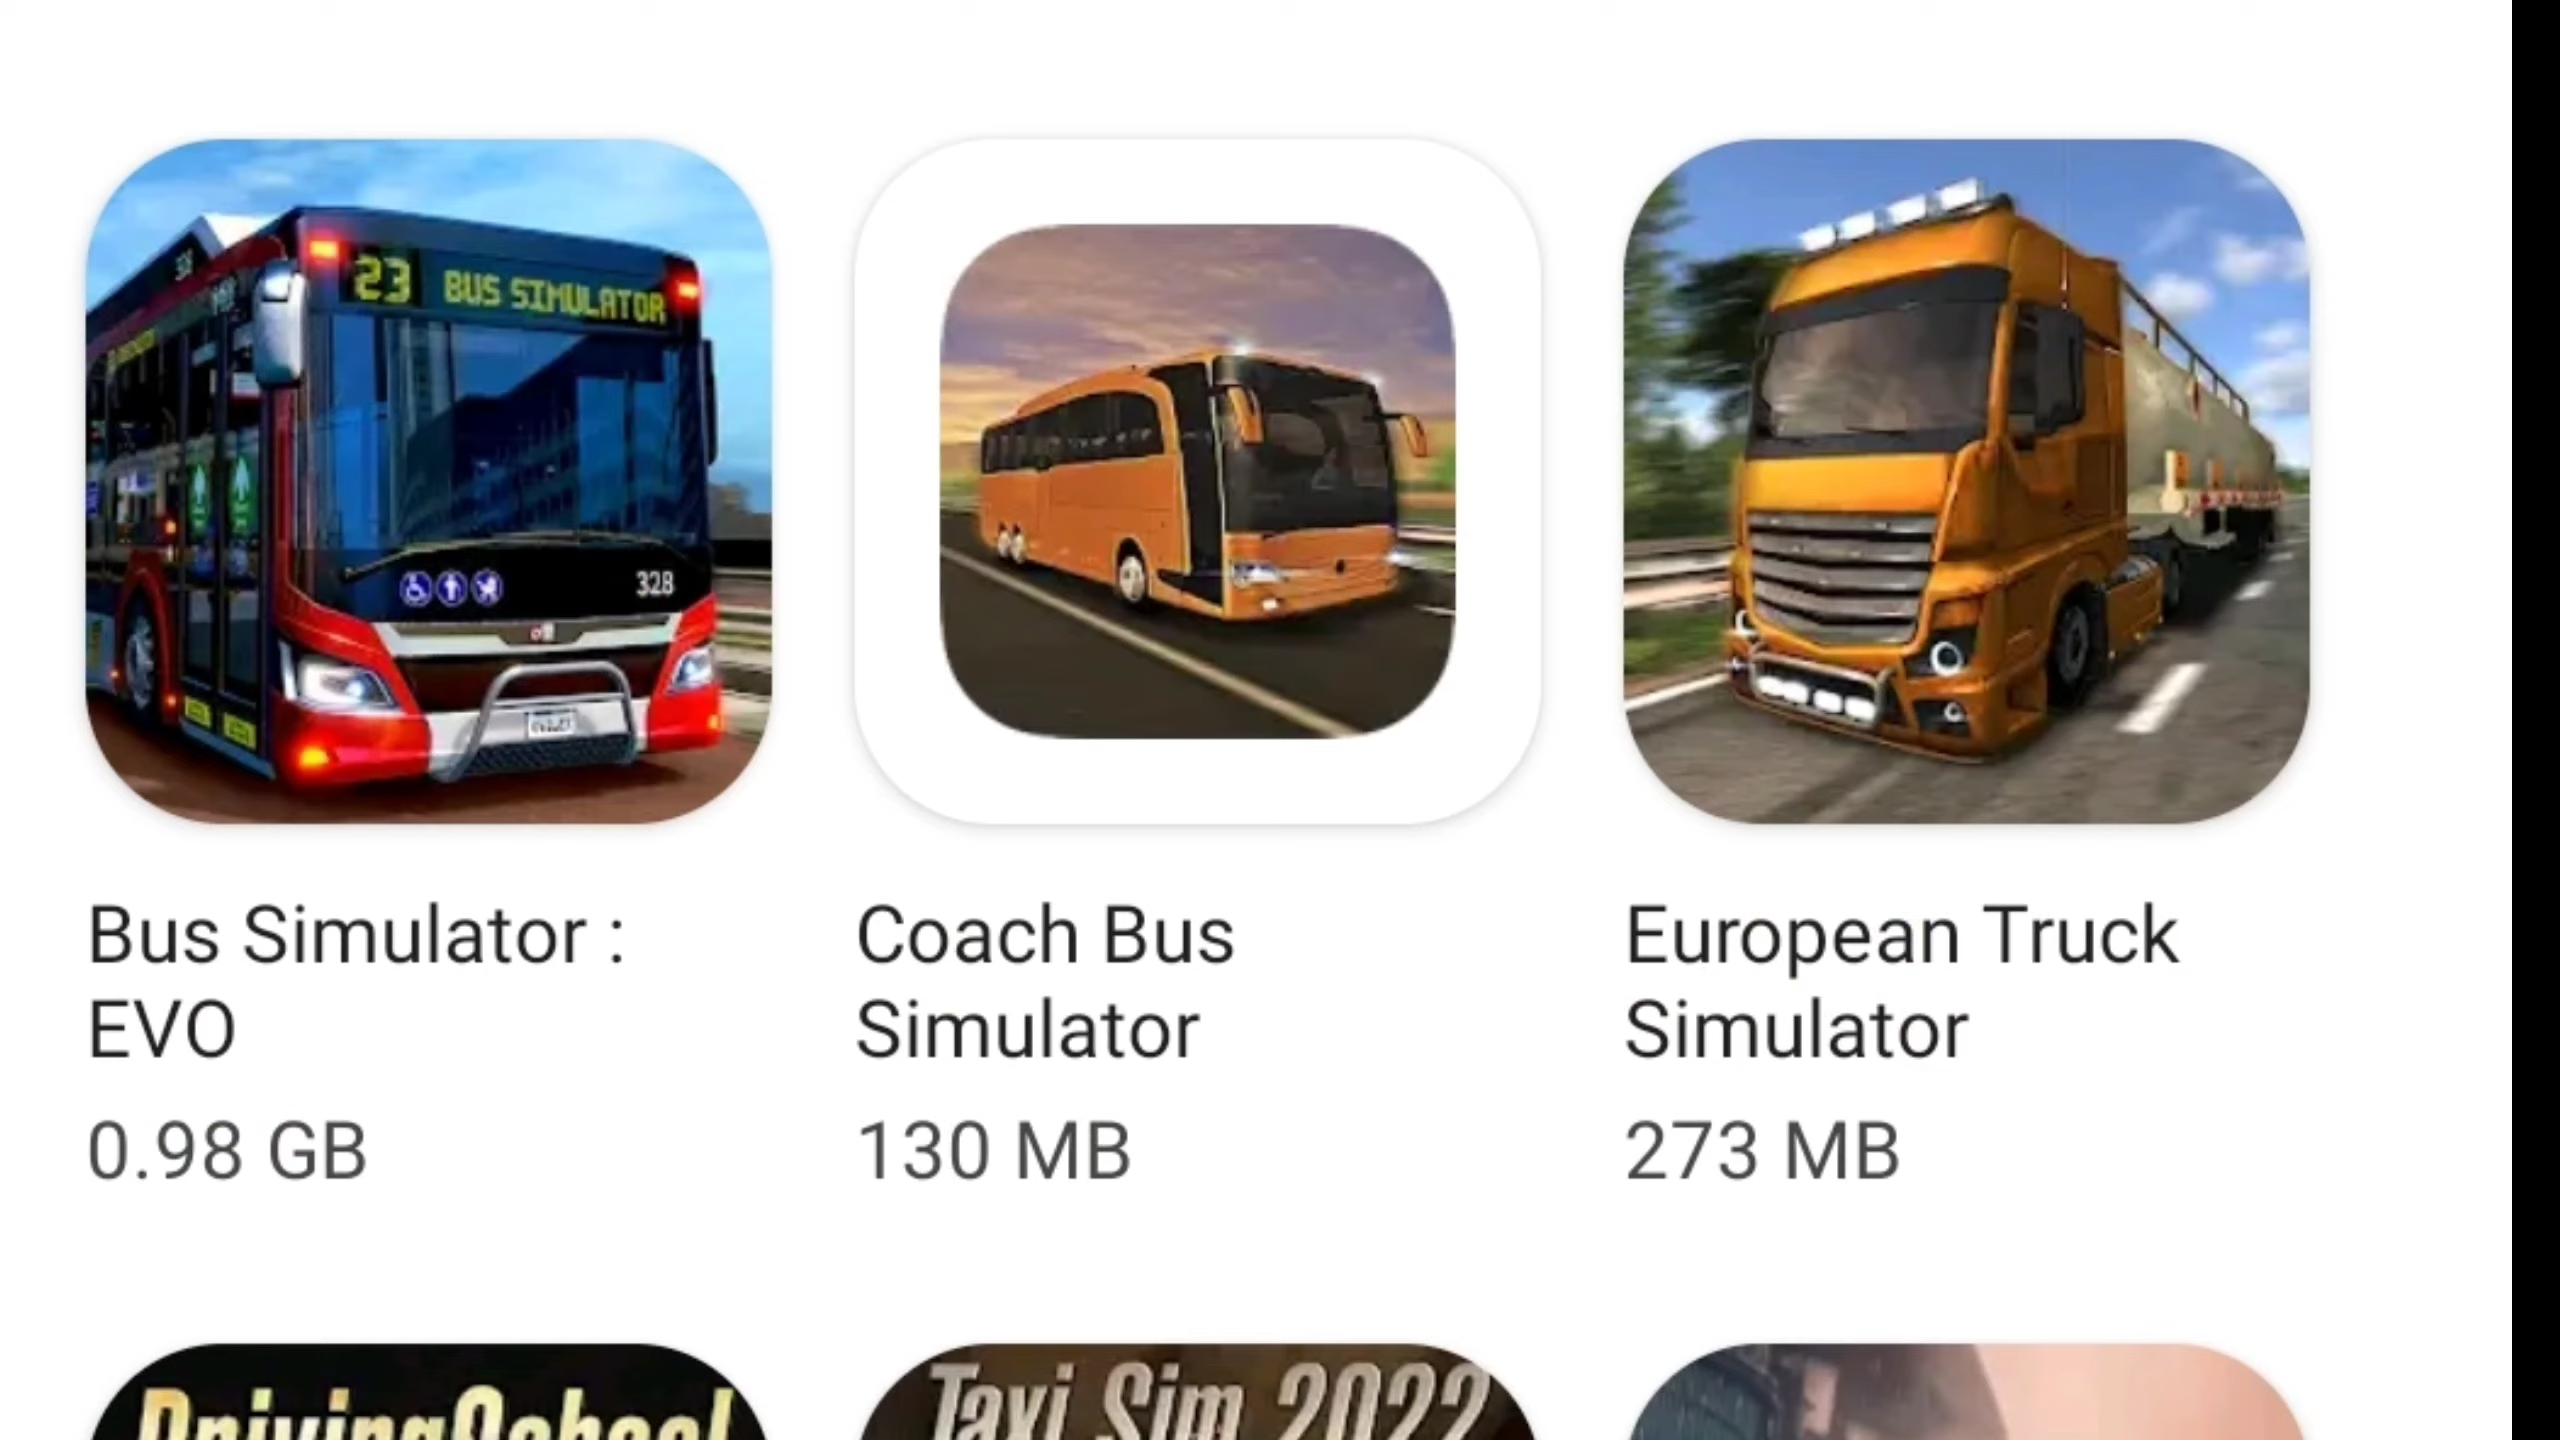 23 BUS SIMULATOR
328
Bus Simulator :
EVO
0.98 GB
Coach Bus
Simulator
130 MB
European Truck
Simulator
273 MB
DrivingSchool
Taxi Sim 2022